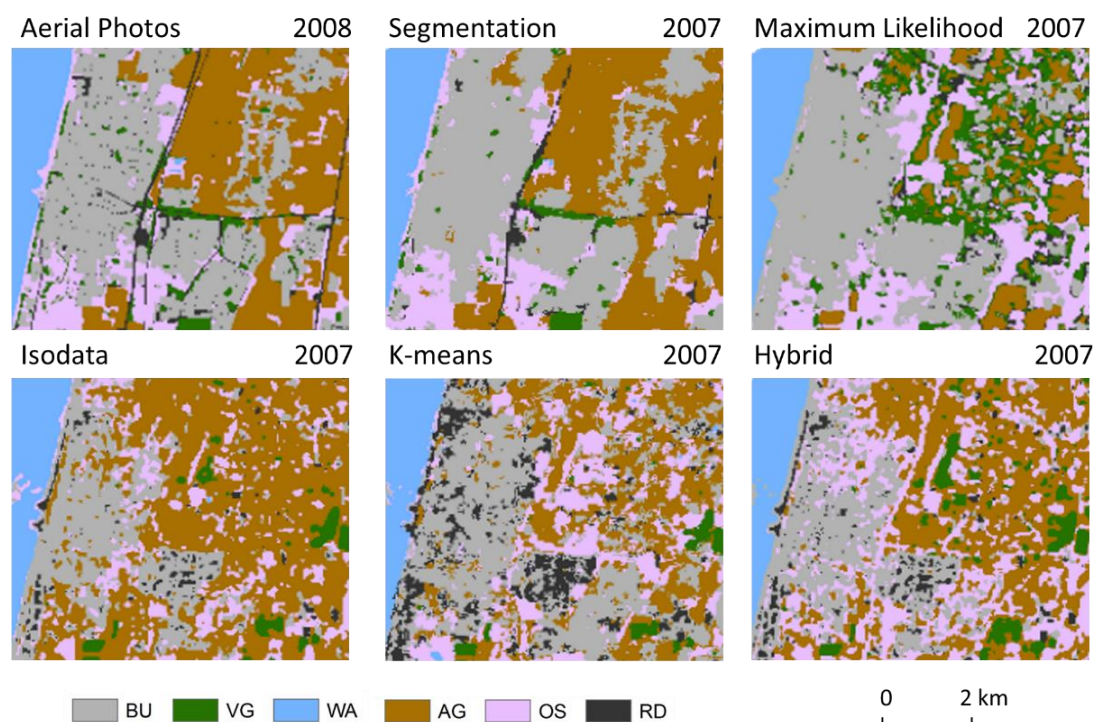 Aerial Photos 2008 Segmentation 2007 Maximum Likelihood 2007
Isodata 2007 K-means 2007 Hybrid 2007
0 2 km
BU VG WA AG OS RD